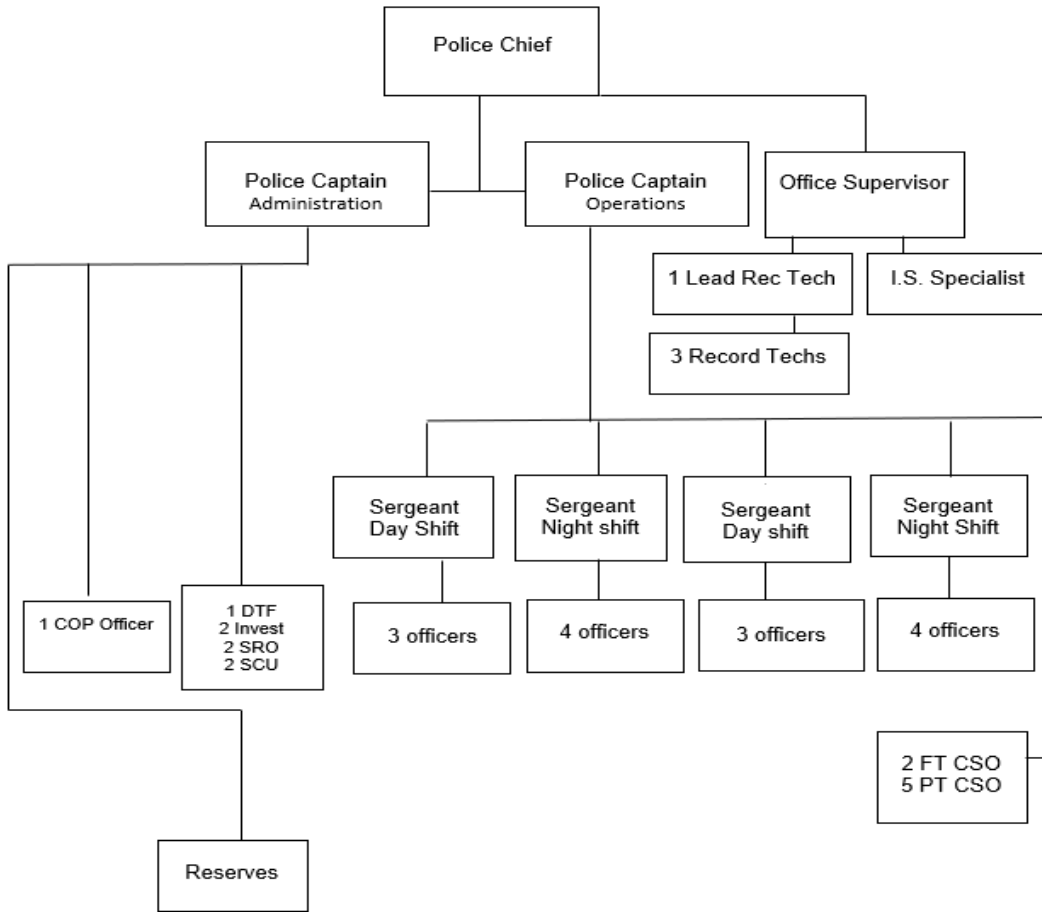 Police Chief
Police Captain
Administration
Police Captain
Operations
Office Supervisor
1 Lead Rec Tech
I.S. Specialist
3 Record Techs
Sergeant
Day Shift
Sergeant
Night shift
Sergeant
Day shift
Sergeant
Night Shift
1 COP Officer
1 DTF
2 Invest
2 SRO
2 SCU
3 officers
4 officers
3 officers
4 officers
2 FT CSO
5 PT CSO
Reserves